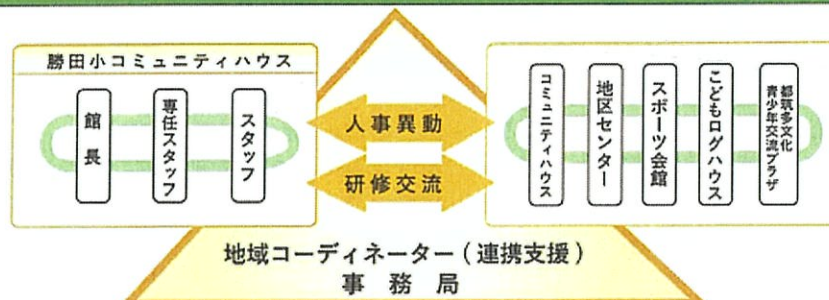 勝田小コミュニティハウス
館長
専任スタッフ
スタッフ
人事異動
研修交流
コミュニティハウス
地区センター
スポーツ会館
こどもログハウス
都筑多文化
青少年交流プラザ
地域コーディネーター（連携支援）
事務局